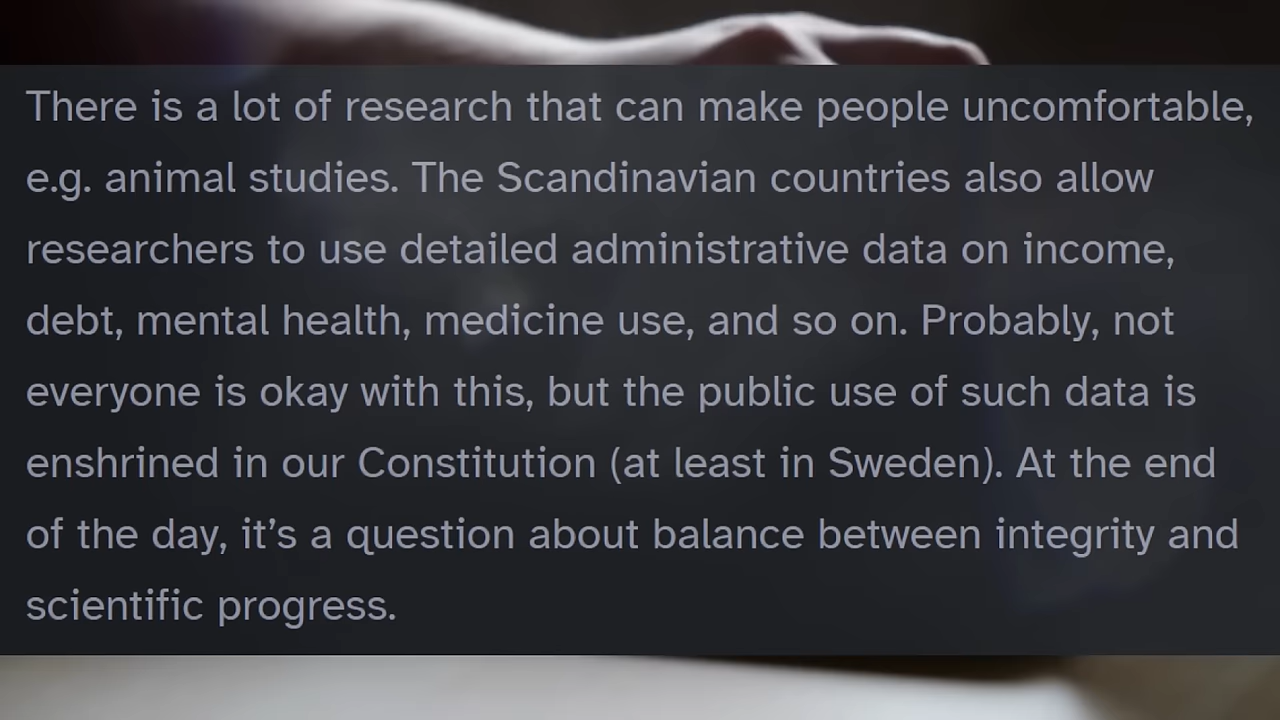 There is a lot of research that can make people uncomfortable,
e.g. animal studies. The Scandinavian countries also allow
researchers to use detailed administrative data on income,
debt, mental health, medicine use, and so on. Probably, not
everyone is okay with this, but the public use of such data is
enshrined in our Constitution (at least in Sweden). At the end
of the day, it’s a question about balance between integrity and
scientific progress.